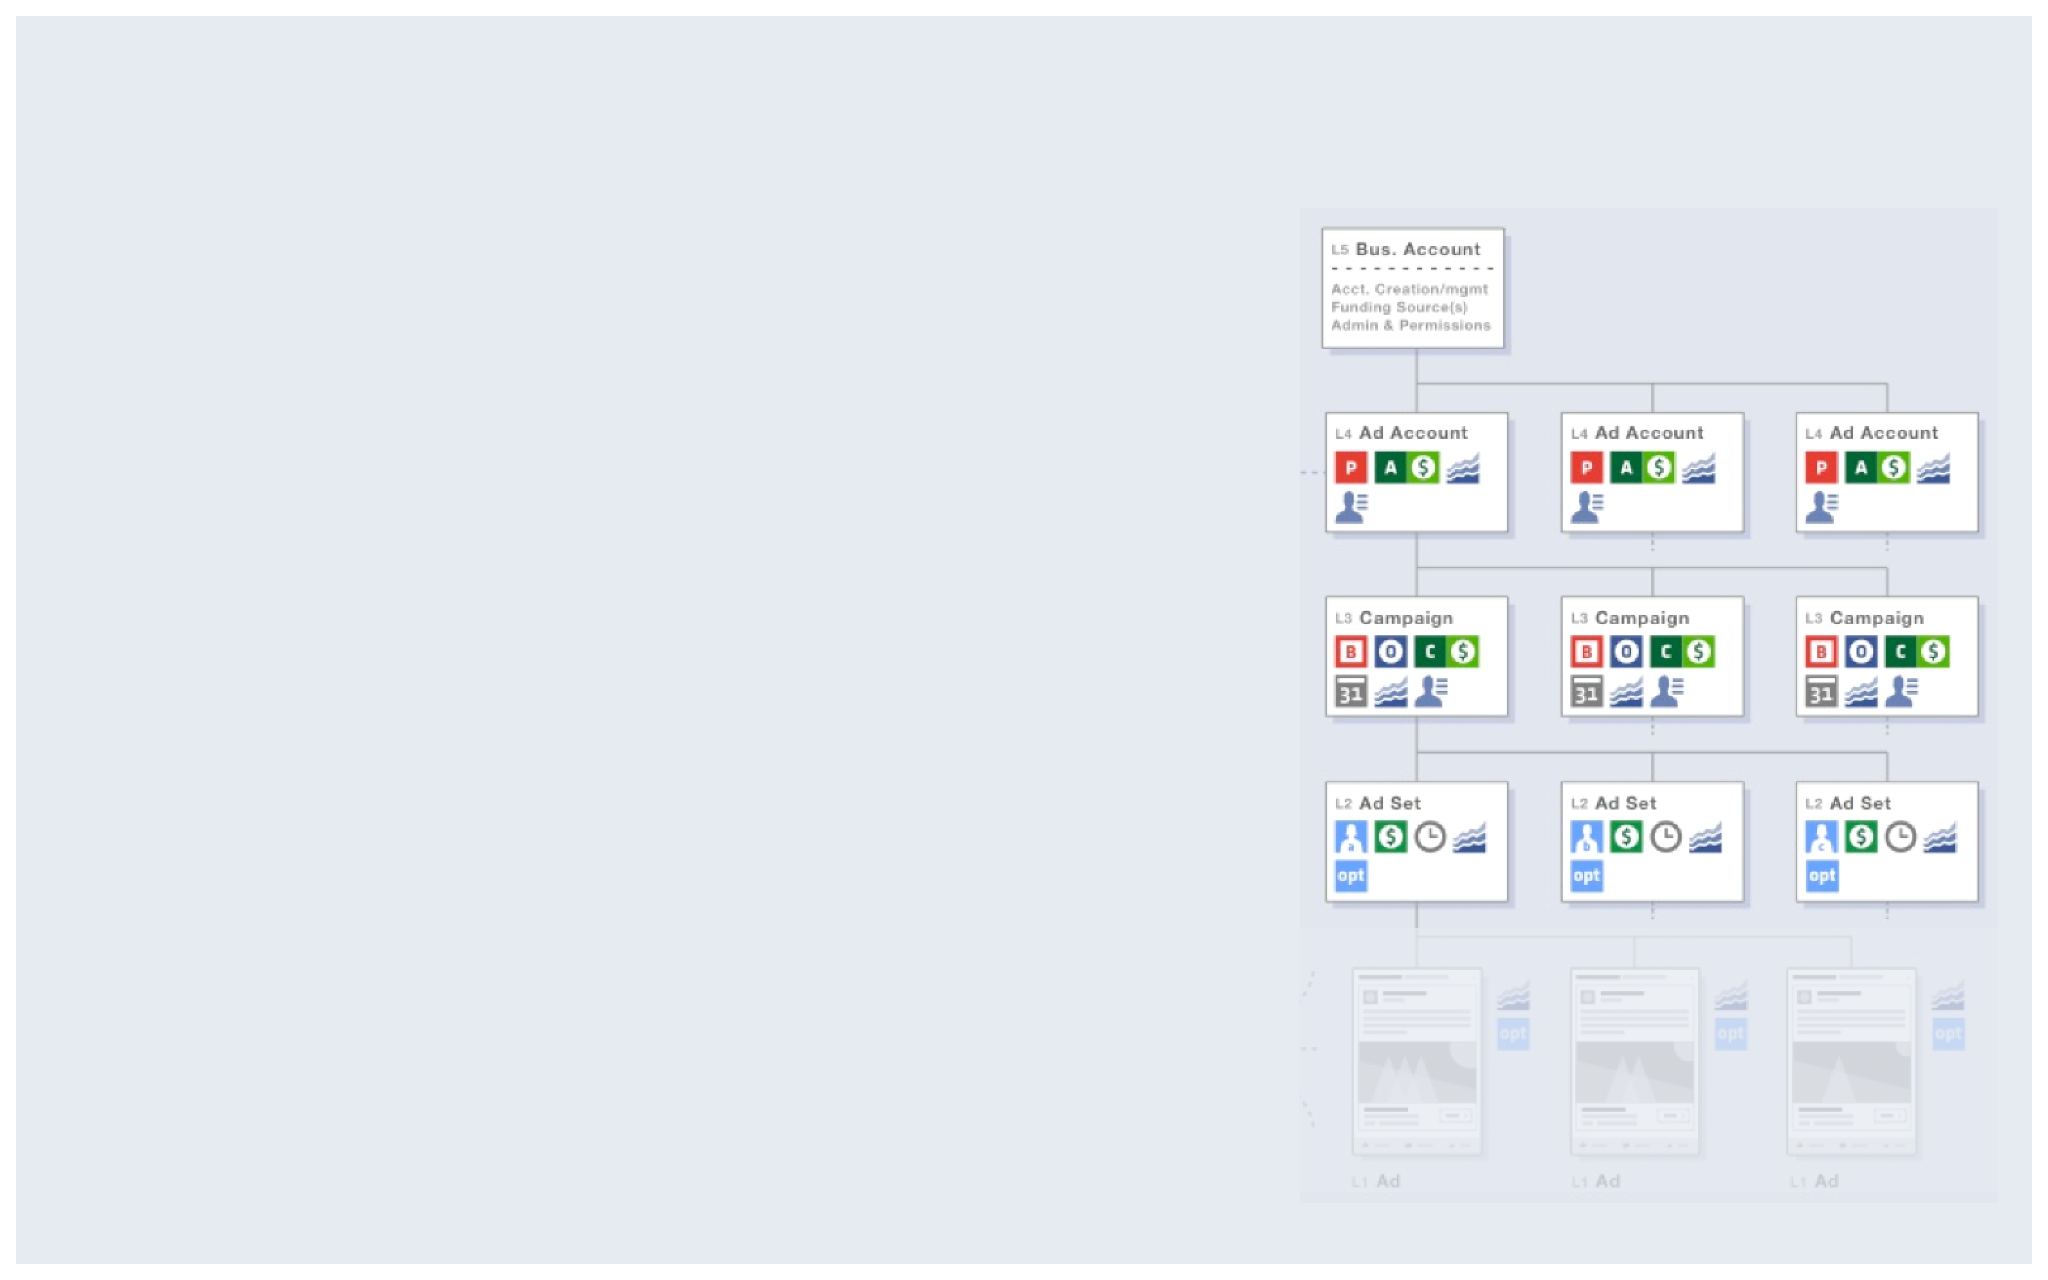 L5 Bus. Account
Acct. Creation/mgmt
Funding Source(s)
Admin & Permissions
L4 Ad Account
P A $
L4 Ad Account
P A $
L4 Ad Account
P A $
L3 Campaign
B O C $
31
L3 Campaign
B O C $
31
L3 Campaign
B O C $
31
L2 Ad Set
a $
opt
L2 Ad Set
b $
opt
L2 Ad Set
c $
opt
opt
opt
opt
L1 Ad
L1 Ad
L1 Ad